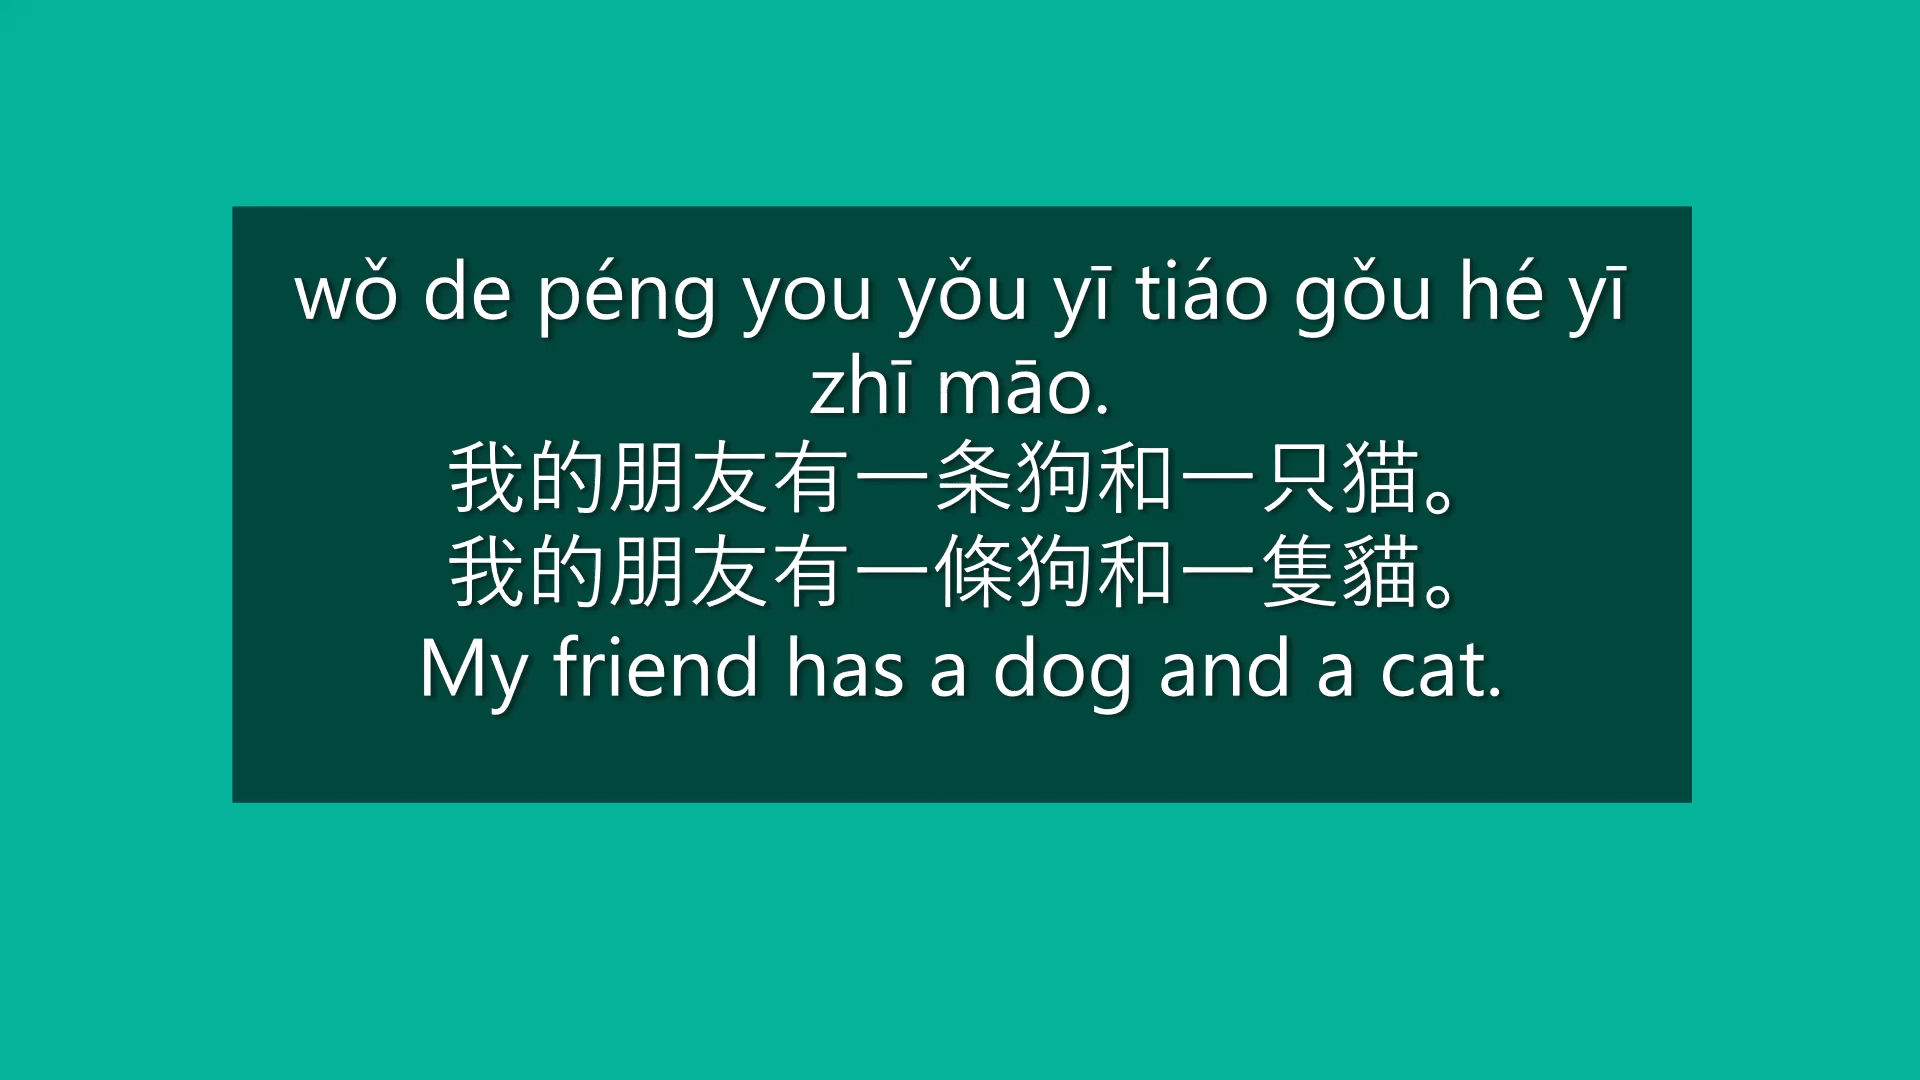 wǒ de péng you yǒu yī tiáo gǒu hé yī
zhī māo.
我的朋友有一条狗和一只猫。
我的朋友有一條狗和一隻貓。
My friend has a dog and a cat.